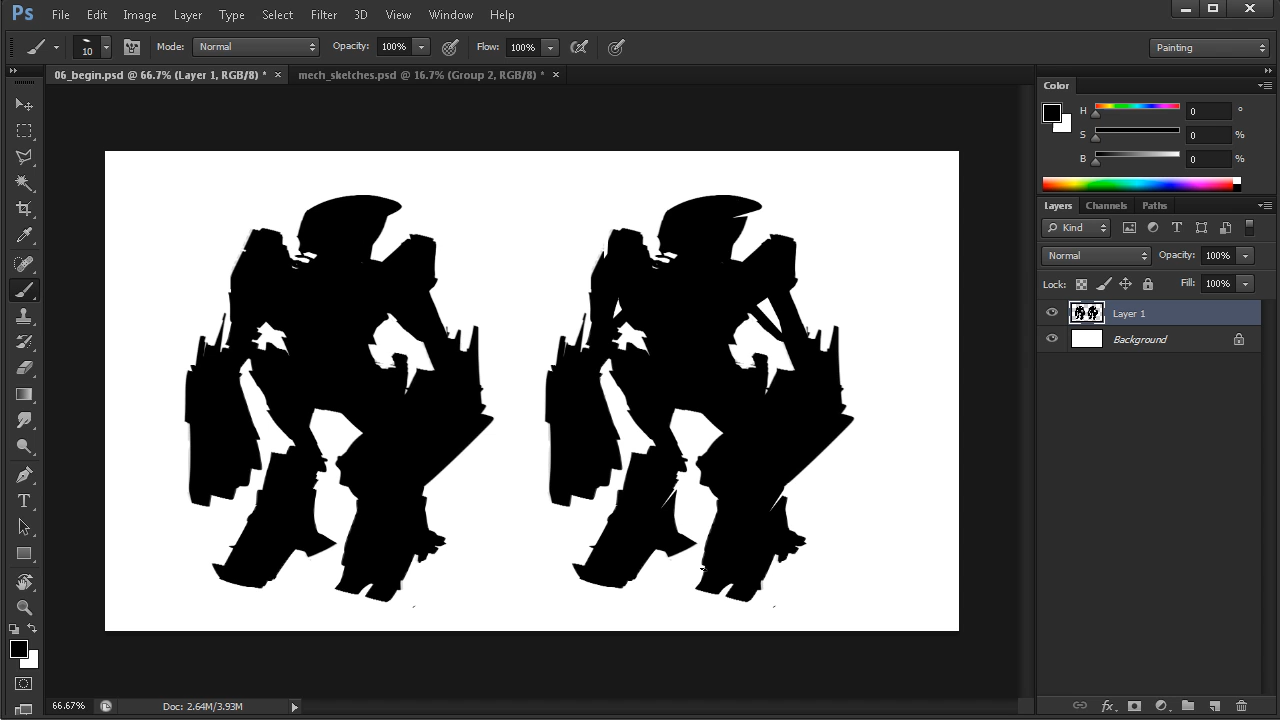 Ps File Edit Image Layer Type Select Filter 3D View Window Help
10 Mode: Normal Opacity: 100% Flow: 100% Painting
06_begin.psd @ 66.7% (Layer 1, RGB/8) * × mech_sketches.psd @ 16.7% (Group 2, RGB/8) * ×
Color
H 0 °
S 0 %
B 0 %
Layers Channels Paths
Kind
Normal Opacity: 100%
Lock: Fill: 100%
Layer 1
Background
66.67% Doc: 2.64M/3.93M